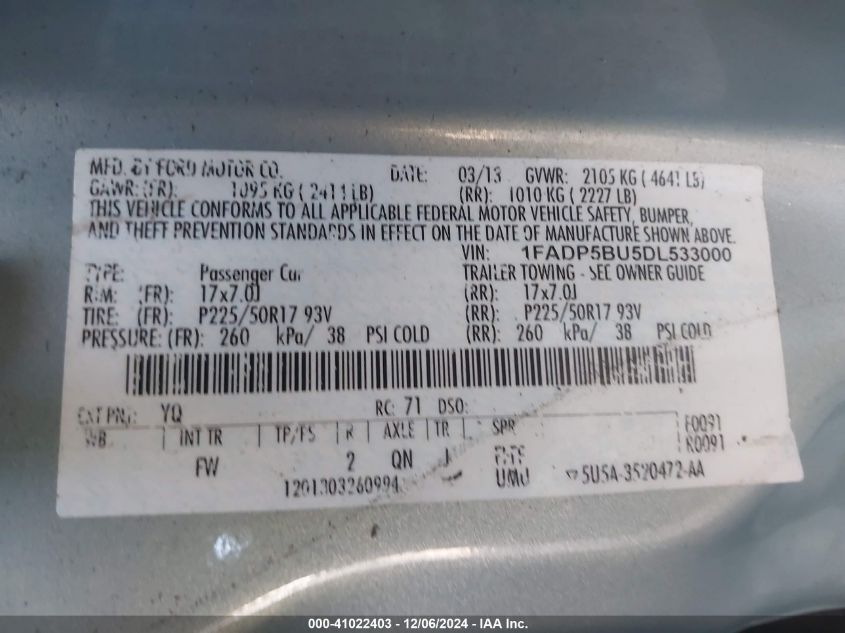 MFD. BY FORD MOTOR CO. DATE: 03/13 GVWR: 2105 KG ( 4641 LB)
GAWR: (FR): 1095 KG ( 2411 LB) (RR): 1010 KG ( 2227 LB)
THIS VEHICLE CONFORMS TO ALL APPLICABLE FEDERAL MOTOR VEHICLE SAFETY, BUMPER,
AND THEFT PREVENTION STANDARDS IN EFFECT ON THE DATE OF MANUFACTURE SHOWN ABOVE.
VIN: 1FADP5BU5DL533000
TYPE: Passenger Car TRAILER TOWING - SEE OWNER GUIDE
RIM: (FR): 17x7.0J (RR): 17x7.0J
TIRE: (FR): P225/50R17 93V (RR): P225/50R17 93V
PRESSURE: (FR): 260 kPa/ 38 PSI COLD (RR): 260 kPa/ 38 PSI COLD
EXT PNT: YQ RC: 71 DSO: F0091
WB INT TR TP/PS R AXLE TR SPR R0091
FW 2 QN J
UMU 5U5A-3520472-AA
1201303260994
000-41022403 - 12/06/2024 - IAA Inc.